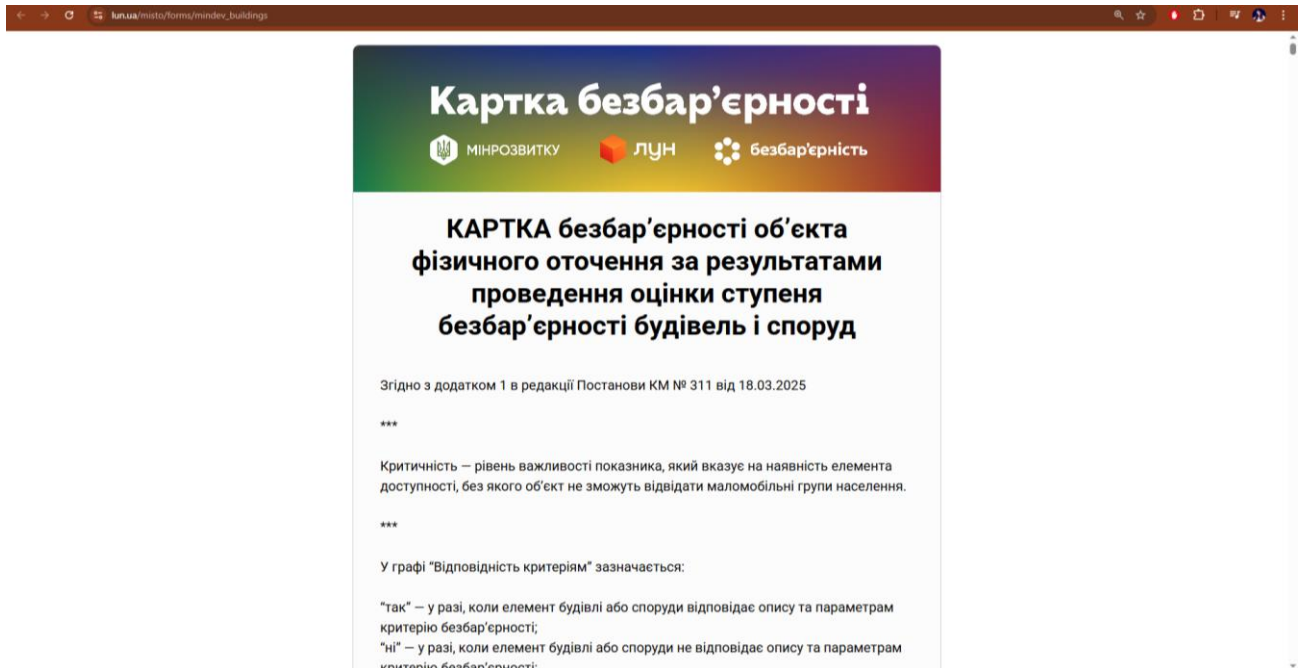 lun.ua/misto/forms/mindev_buildings
Картка безбар’єрності
МІНРОЗВИТКУ
ЛУН
безбар’єрність
КАРТКА безбар’єрності об’єкта
фізичного оточення за результатами
проведення оцінки ступеня
безбар’єрності будівель і споруд
Згідно з додатком 1 в редакції Постанови КМ № 311 від 18.03.2025
***
Критичність — рівень важливості показника, який вказує на наявність елемента
доступності, без якого об’єкт не зможуть відвідати маломобільні групи населення.
***
У графі “Відповідність критеріям” зазначається:
“так” — у разі, коли елемент будівлі або споруди відповідає опису та параметрам
критерію безбар’єрності;
“ні” — у разі, коли елемент будівлі або споруди не відповідає опису та параметрам
критерію безбар’єрності;